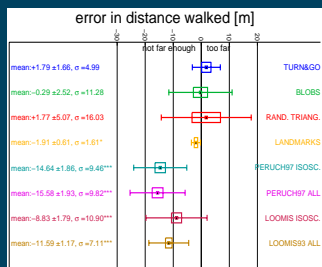 error in distance walked [m]
-30 -20 -10 0 10 20
not far enough too far
mean:+1.79 ±1.66, σ =4.99 TURN&GO
mean:-0.29 ±2.52, σ =11.28 BLOBS
mean:+1.77 ±5.07, σ =16.03 RAND. TRIANG.
mean:-1.91 ±0.61, σ =1.61* LANDMARKS
mean:-14.64 ±1.86, σ =9.46*** PERUCH97 ISOSC.
mean:-15.58 ±1.93, σ =9.82*** PERUCH97 ALL
mean:-8.83 ±1.79, σ =10.90*** LOOMIS ISOSC.
mean:-11.59 ±1.17, σ =7.11*** LOOMIS93 ALL